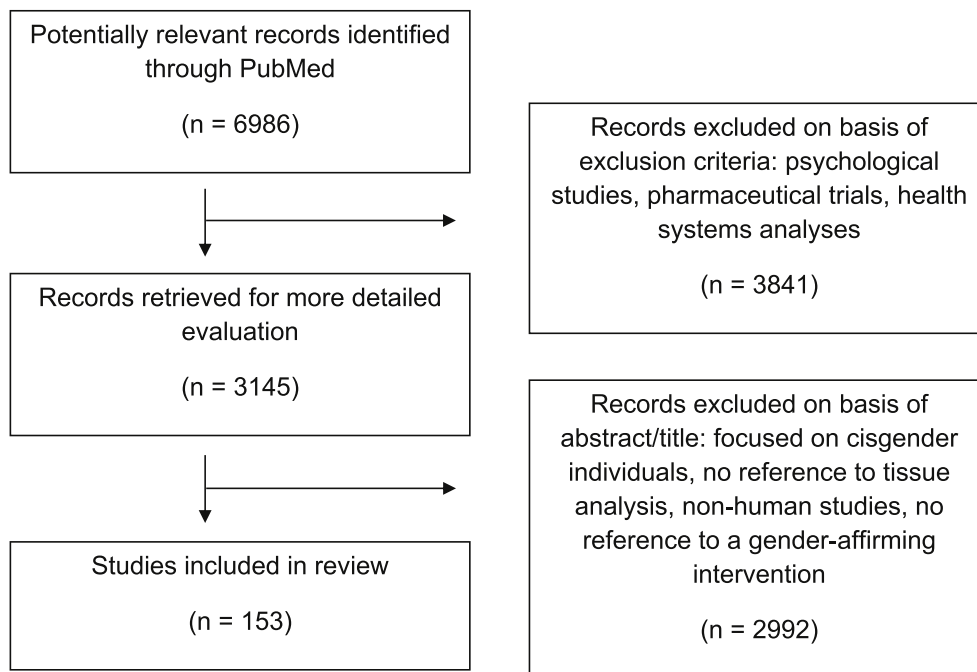 Potentially relevant records identified
through PubMed
(n = 6986)
Records excluded on basis of
exclusion criteria: psychological
studies, pharmaceutical trials, health
systems analyses
(n = 3841)
Records retrieved for more detailed
evaluation
(n = 3145)
Records excluded on basis of
abstract/title: focused on cisgender
individuals, no reference to tissue
analysis, non-human studies, no
reference to a gender-affirming
intervention
(n = 2992)
Studies included in review
(n = 153)